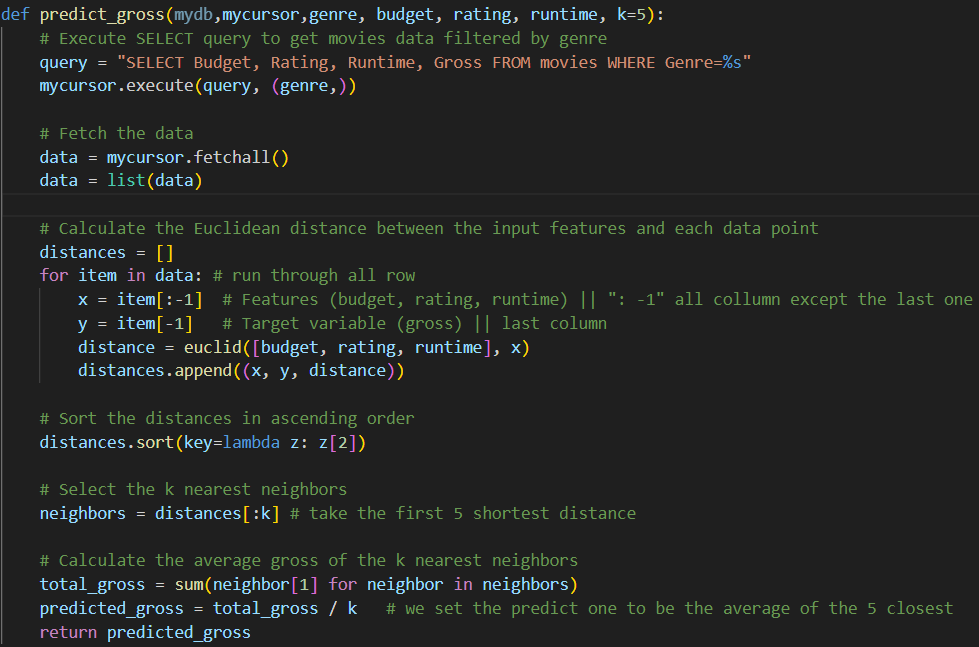 def predict_gross(mydb,mycursor,genre, budget, rating, runtime, k=5):
    # Execute SELECT query to get movies data filtered by genre
    query = "SELECT Budget, Rating, Runtime, Gross FROM movies WHERE Genre=%s"
    mycursor.execute(query, (genre,))

    # Fetch the data
    data = mycursor.fetchall()
    data = list(data)

    # Calculate the Euclidean distance between the input features and each data point
    distances = []
    for item in data: # run through all row
        x = item[:-1]  # Features (budget, rating, runtime) || ": -1" all collumn except the last one
        y = item[-1]   # Target variable (gross) || last column
        distance = euclid([budget, rating, runtime], x)
        distances.append((x, y, distance))

    # Sort the distances in ascending order
    distances.sort(key=lambda z: z[2])

    # Select the k nearest neighbors
    neighbors = distances[:k] # take the first 5 shortest distance

    # Calculate the average gross of the k nearest neighbors
    total_gross = sum(neighbor[1] for neighbor in neighbors)
    predicted_gross = total_gross / k   # we set the predict one to be the average of the 5 closest
    return predicted_gross